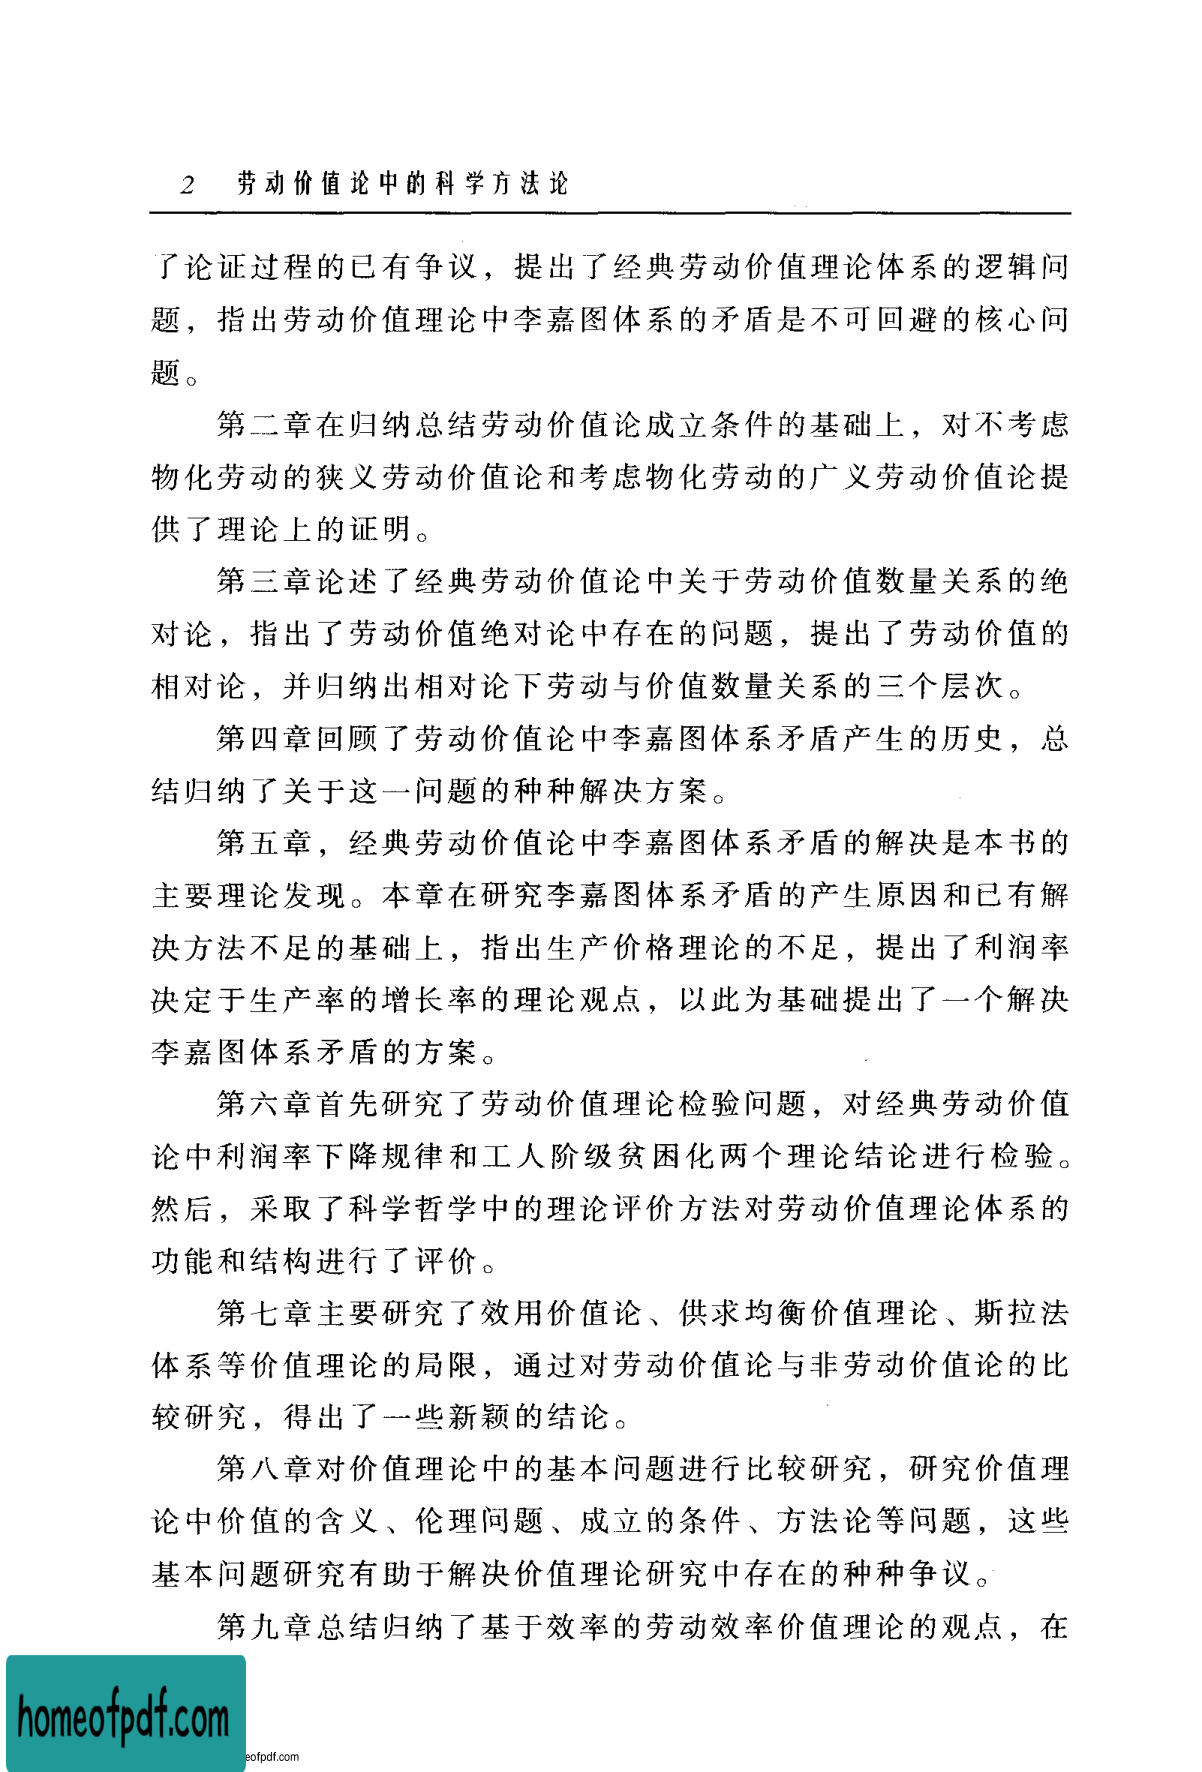 2 劳动价值论中的科学方法论
了论证过程的已有争议，提出了经典劳动价值理论体系的逻辑问
题，指出劳动价值理论中李嘉图体系的矛盾是不可回避的核心问
题。
第二章在归纳总结劳动价值论成立条件的基础上，对不考虑
物化劳动的狭义劳动价值论和考虑物化劳动的广义劳动价值论提
供了理论上的证明。
第三章论述了经典劳动价值论中关于劳动价值数量关系的绝
对论，指出了劳动价值绝对论中存在的问题，提出了劳动价值的
相对论，并归纳出相对论下劳动与价值数量关系的三个层次。
第四章回顾了劳动价值论中李嘉图体系矛盾产生的历史，总
结归纳了关于这一问题的种种解决方案。
第五章，经典劳动价值论中李嘉图体系矛盾的解决是本书的
主要理论发现。本章在研究李嘉图体系矛盾的产生原因和已有解
决方法不足的基础上，指出生产价格理论的不足，提出了利润率
决定于生产率的增长率的理论观点，以此为基础提出了一个解决
李嘉图体系矛盾的方案。
第六章首先研究了劳动价值理论检验问题，对经典劳动价值
论中利润率下降规律和工人阶级贫困化两个理论结论进行检验。
然后，采取了科学哲学中的理论评价方法对劳动价值理论体系的
功能和结构进行了评价。
第七章主要研究了效用价值论、供求均衡价值理论、斯拉法
体系等价值理论的局限，通过对劳动价值论与非劳动价值论的比
较研究，得出了一些新颖的结论。
第八章对价值理论中的基本问题进行比较研究，研究价值理
论中价值的含义、伦理问题、成立的条件、方法论等问题，这些
基本问题研究有助于解决价值理论研究中存在的种种争议。
第九章总结归纳了基于效率的劳动效率价值理论的观点，在
homeofpdf.com
eofpdf.com